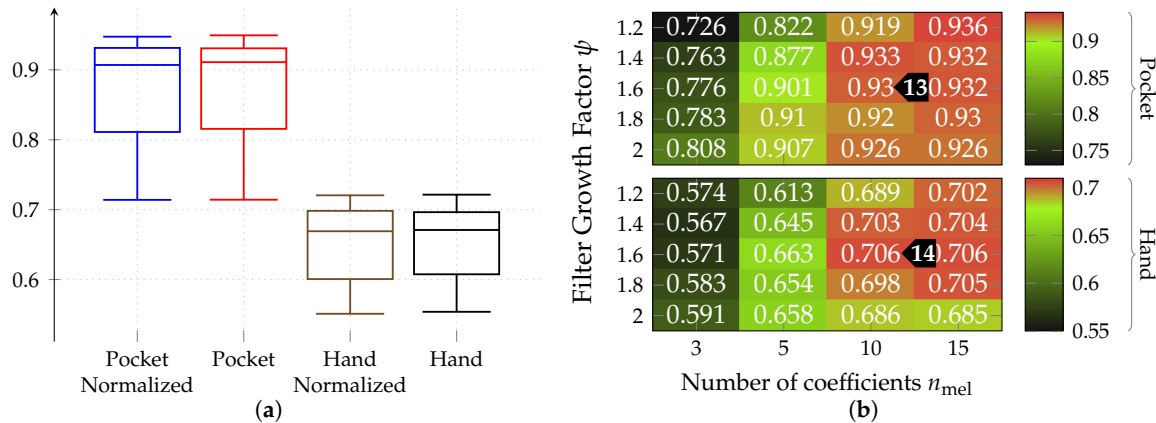 0.9
0.8
0.7
0.6
Pocket
Normalized
Pocket
Hand
Normalized
Hand
(a)
Filter Growth Factor ψ
1.2 0.726 0.822 0.919 0.936
1.4 0.763 0.877 0.933 0.932
1.6 0.776 0.901 0.93 13 0.932
1.8 0.783 0.91 0.92 0.93
2 0.808 0.907 0.926 0.926
0.9
0.85
0.8
0.75
Pocket
1.2 0.574 0.613 0.689 0.702
1.4 0.567 0.645 0.703 0.704
1.6 0.571 0.663 0.706 14 0.706
1.8 0.583 0.654 0.698 0.705
2 0.591 0.658 0.686 0.685
3 5 10 15
0.7
0.65
0.6
0.55
Hand
Number of coefficients n_mel
(b)